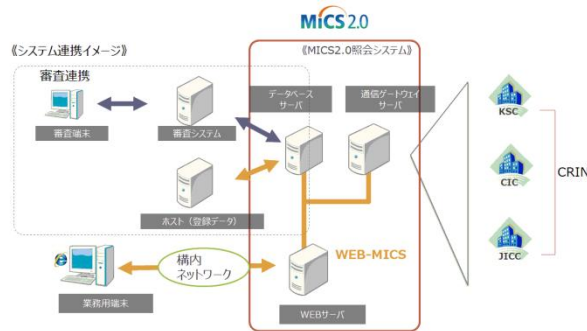 MiCS 2.0
《システム連携イメージ》
《MICS2.0照会システム》
審査連携
データベース
サーバ
通信ゲートウェイ
サーバ
審査端末
審査システム
KSC
CIC
CRIN
ホスト（登録データ）
JICC
構内
ネットワーク
WEB-MICS
業務用端末
WEBサーバ